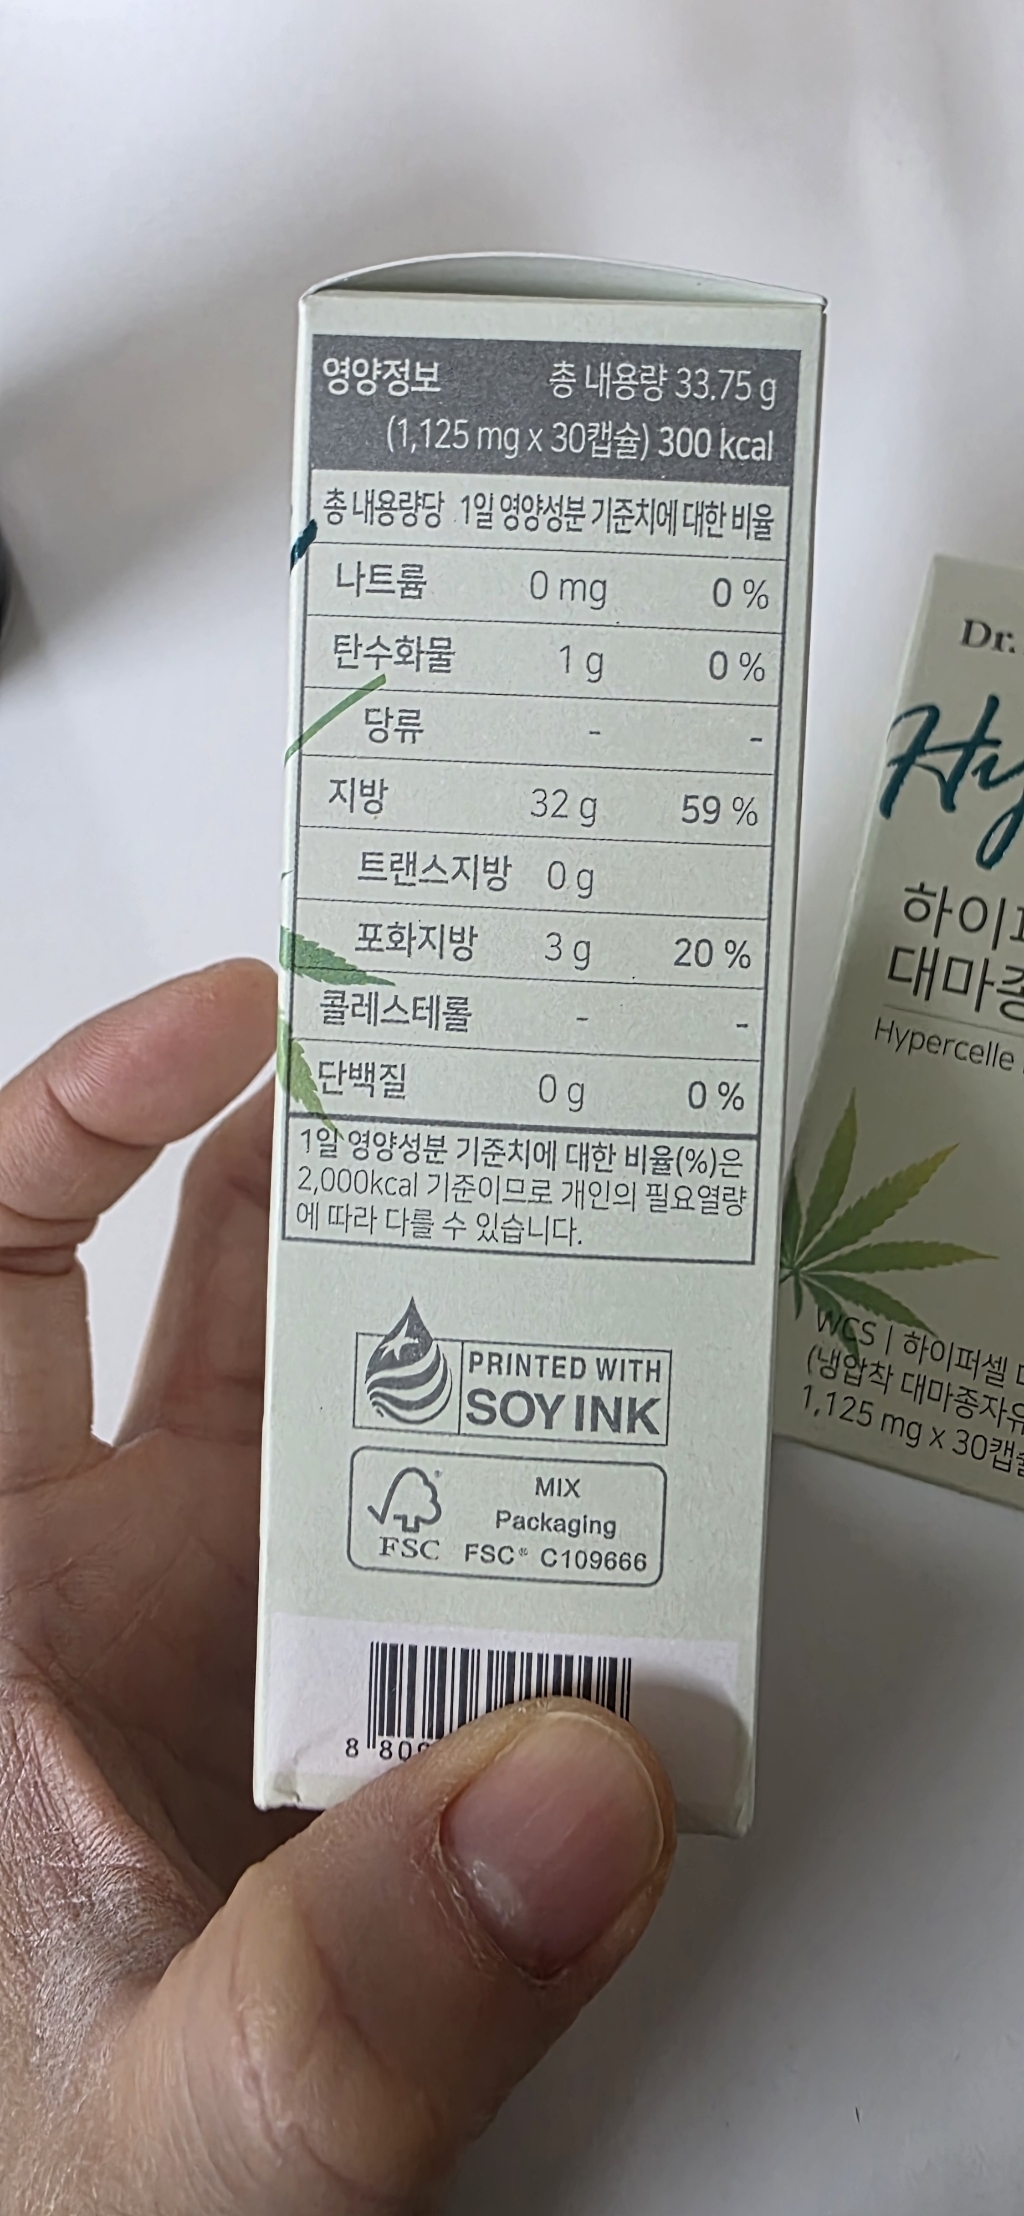 영양정보 총 내용량 33.75 g
(1,125 mg x 30캡슐) 300 kcal
총 내용량당 1일 영양성분 기준치에 대한 비율
나트륨 0 mg 0 %
탄수화물 1 g 0 %
당류 - -
지방 32 g 59 %
트랜스지방 0 g
포화지방 3 g 20 %
콜레스테롤 - -
단백질 0 g 0 %
1일 영양성분 기준치에 대한 비율(%)은
2,000kcal 기준이므로 개인의 필요열량
에 따라 다를 수 있습니다.
PRINTED WITH
SOY INK
MIX
Packaging
FSC FSC® C109666
8 80
Dr.
Hy
하이
대마종
Hypercelle
WCS | 하이퍼셀
(냉압착 대마종자유
1,125 mg x 30캡슐